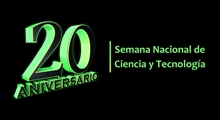 20
ANIVERSARIO
Semana Nacional de
Ciencia y Tecnología